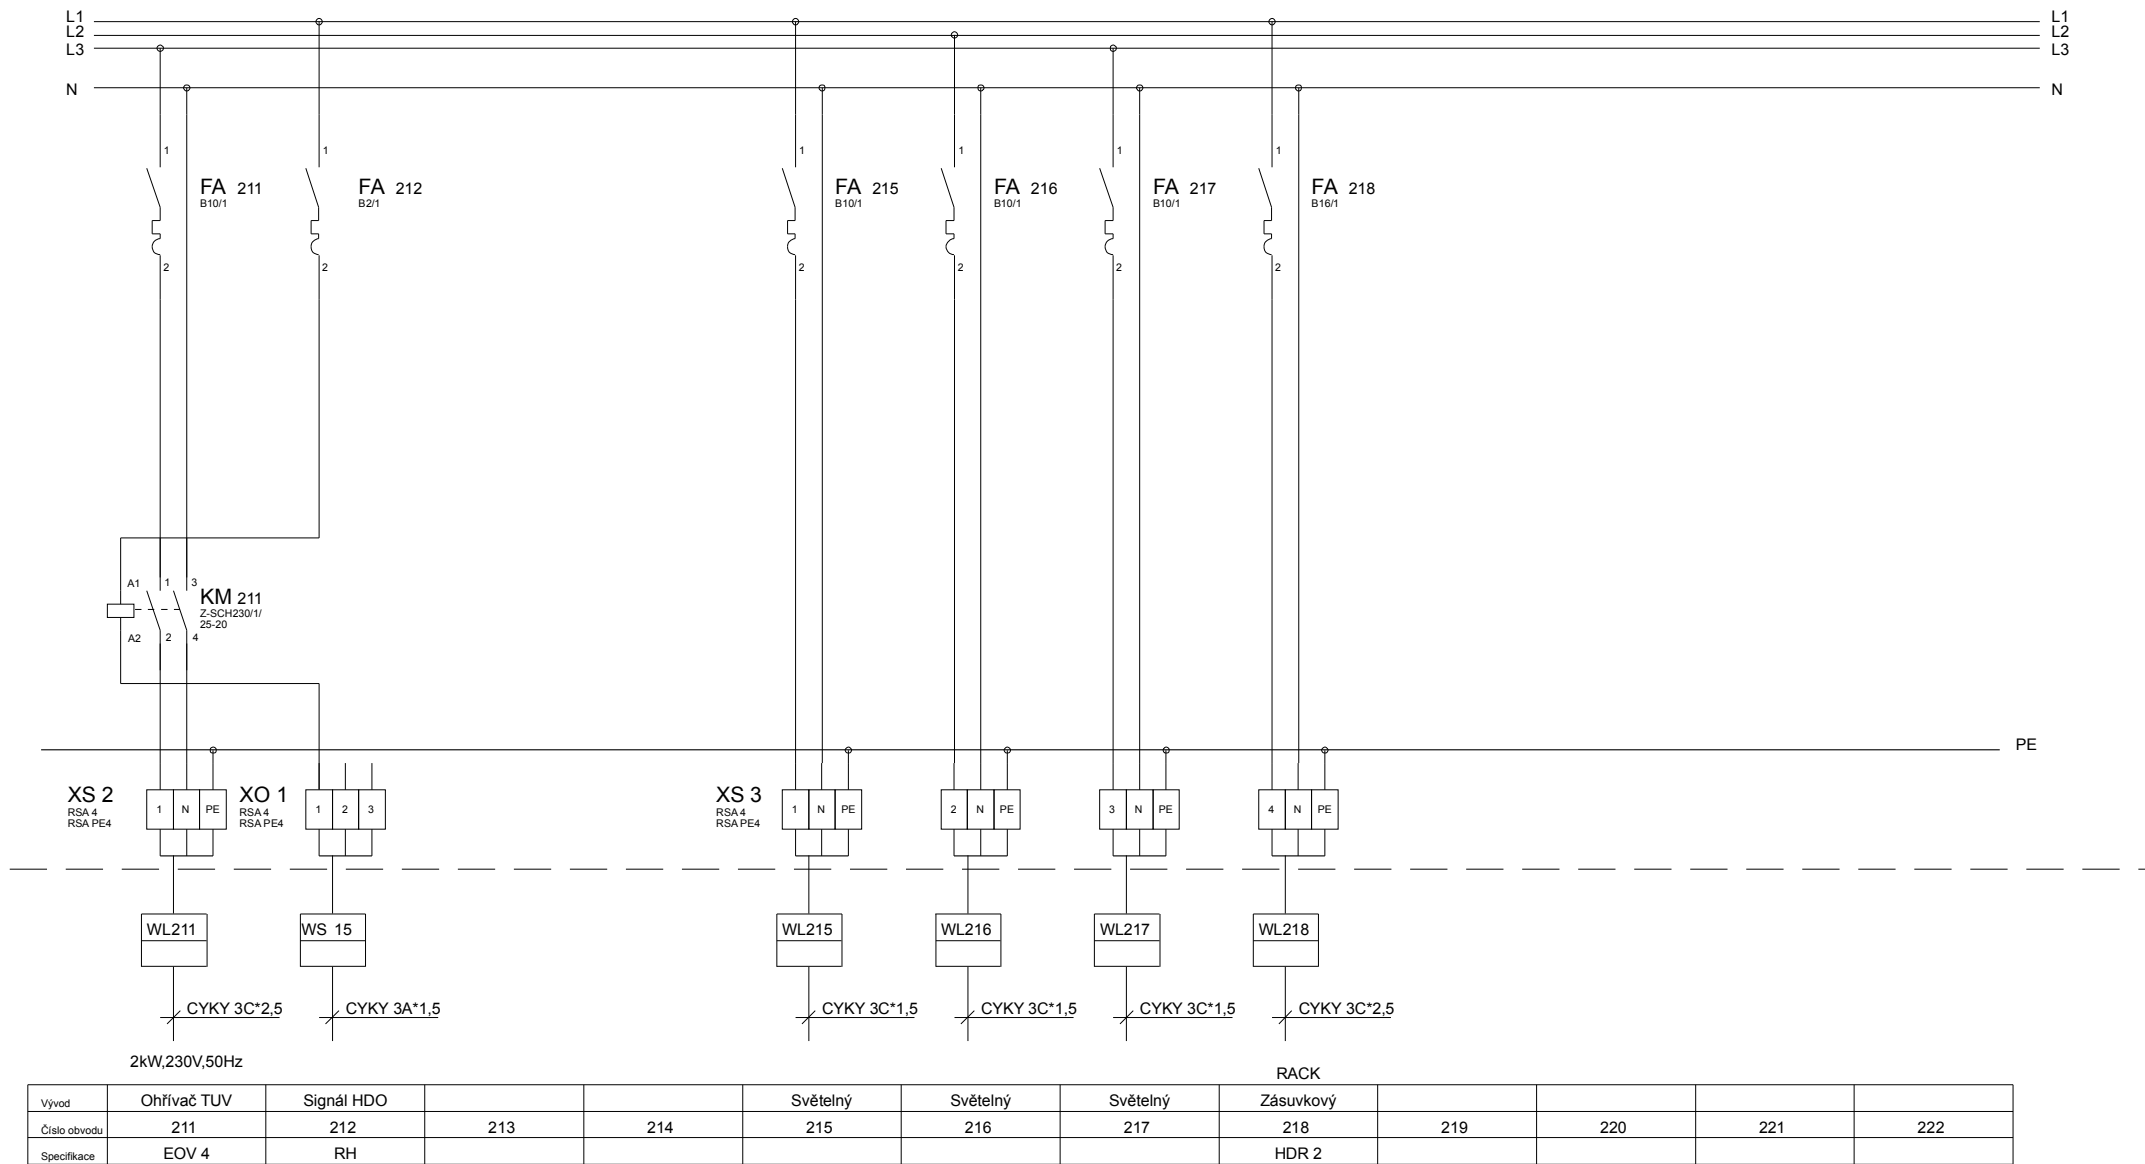 L1 L1
L2 L2
L3 L3
N N
1 1 1 1 1 1
FA 211 FA 212 FA 215 FA 216 FA 217 FA 218
B10/1 B2/1 B10/1 B10/1 B10/1 B16/1
2 2 2 2 2 2
A1 1 3
KM 211
Z-SCH230/1/
25-20
A2 2 4
PE
XS 2 XO 1 XS 3
RSA 4 RSA 4 RSA 4
RSA PE4 RSA PE4 RSA PE4
1 N PE 1 2 3 1 N PE 2 N PE 3 N PE 4 N PE
WL211 WS 15 WL215 WL216 WL217 WL218
CYKY 3C*2,5 CYKY 3A*1,5 CYKY 3C*1,5 CYKY 3C*1,5 CYKY 3C*1,5 CYKY 3C*2,5
2kW,230V,50Hz
RACK
Vývod Ohřívač TUV Signál HDO Světelný Světelný Světelný Zásuvkový
Číslo obvodu 211 212 213 214 215 216 217 218 219 220 221 222
Specifikace EOV 4 RH HDR 2